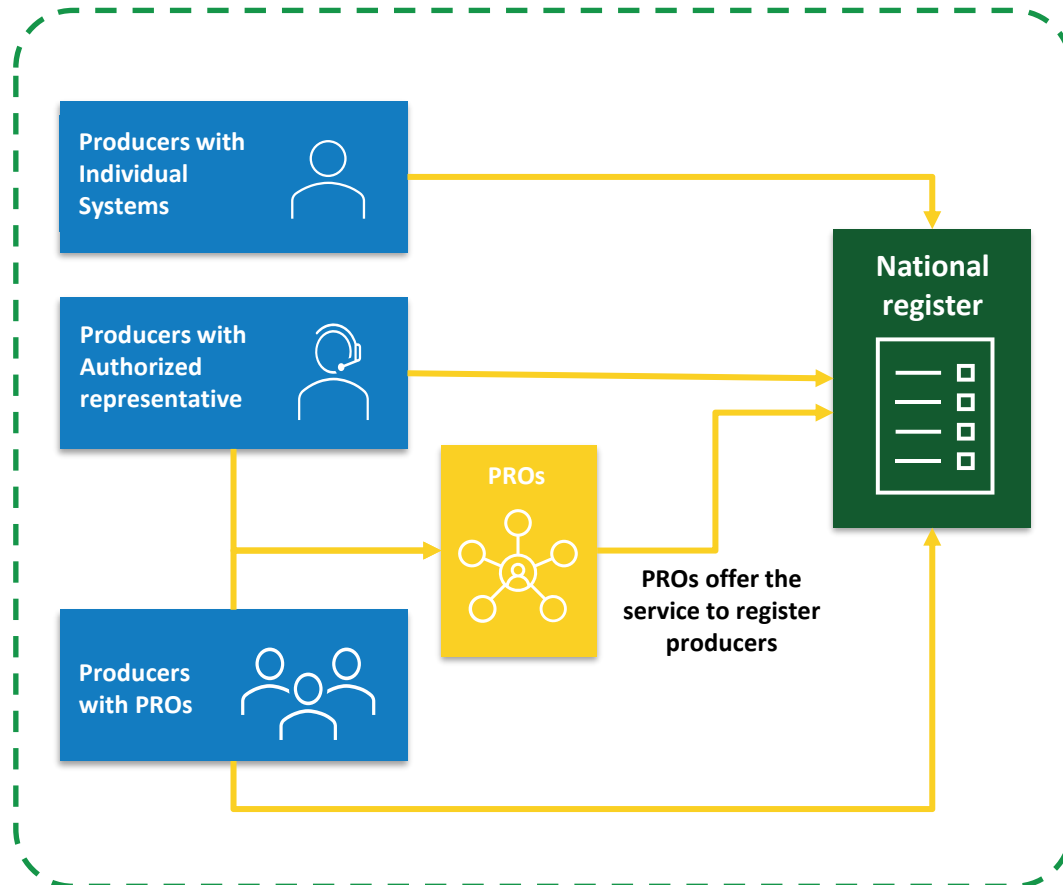 Producers with
Individual
Systems
National
register
Producers with
Authorized
representative
PROs
PROs offer the
service to register
producers
Producers
with PROs